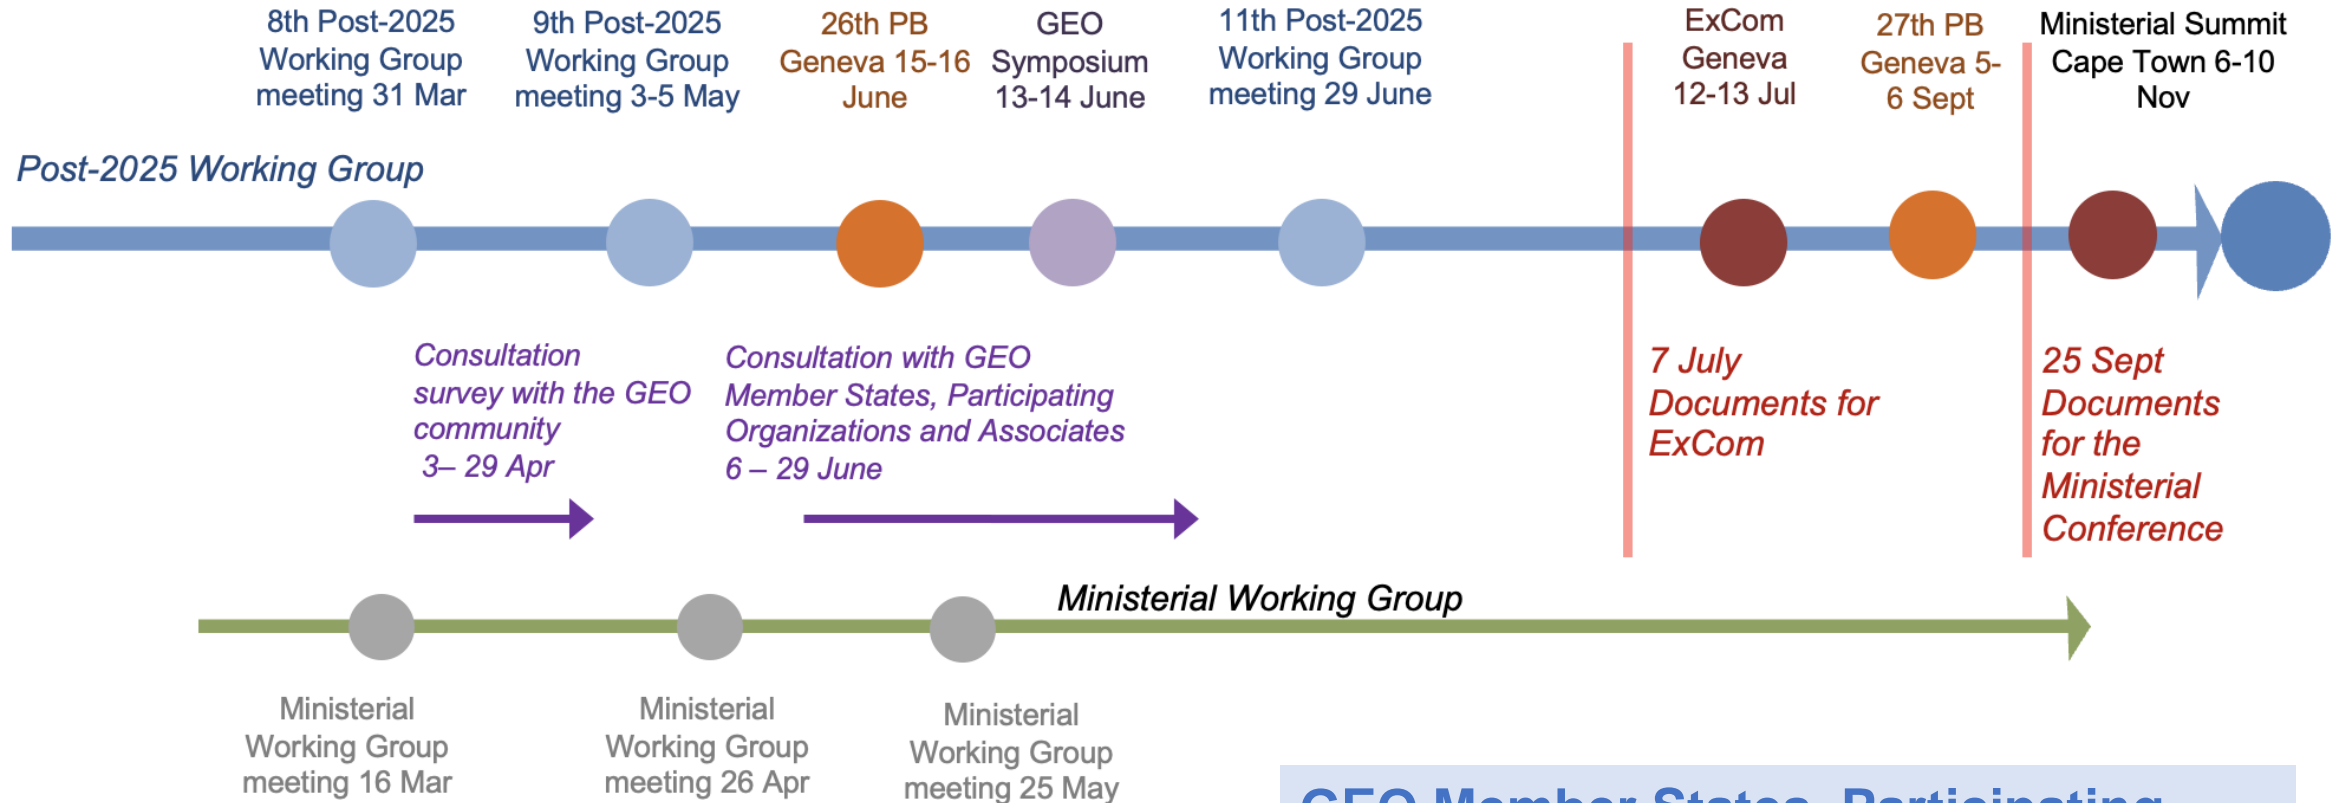 8th Post-2025
Working Group
meeting 31 Mar
9th Post-2025
Working Group
meeting 3-5 May
26th PB
Geneva 15-16
June
GEO
Symposium
13-14 June
11th Post-2025
Working Group
meeting 29 June
ExCom
Geneva
12-13 Jul
27th PB
Geneva 5-
6 Sept
Ministerial Summit
Cape Town 6-10
Nov
Post-2025 Working Group
Consultation
survey with the GEO
community
3– 29 Apr
Consultation with GEO
Member States, Participating
Organizations and Associates
6 – 29 June
7 July
Documents for
ExCom
25 Sept
Documents
for the
Ministerial
Conference
Ministerial Working Group
Ministerial
Working Group
meeting 16 Mar
Ministerial
Working Group
meeting 26 Apr
Ministerial
Working Group
meeting 25 May
GEO Member States, Participating